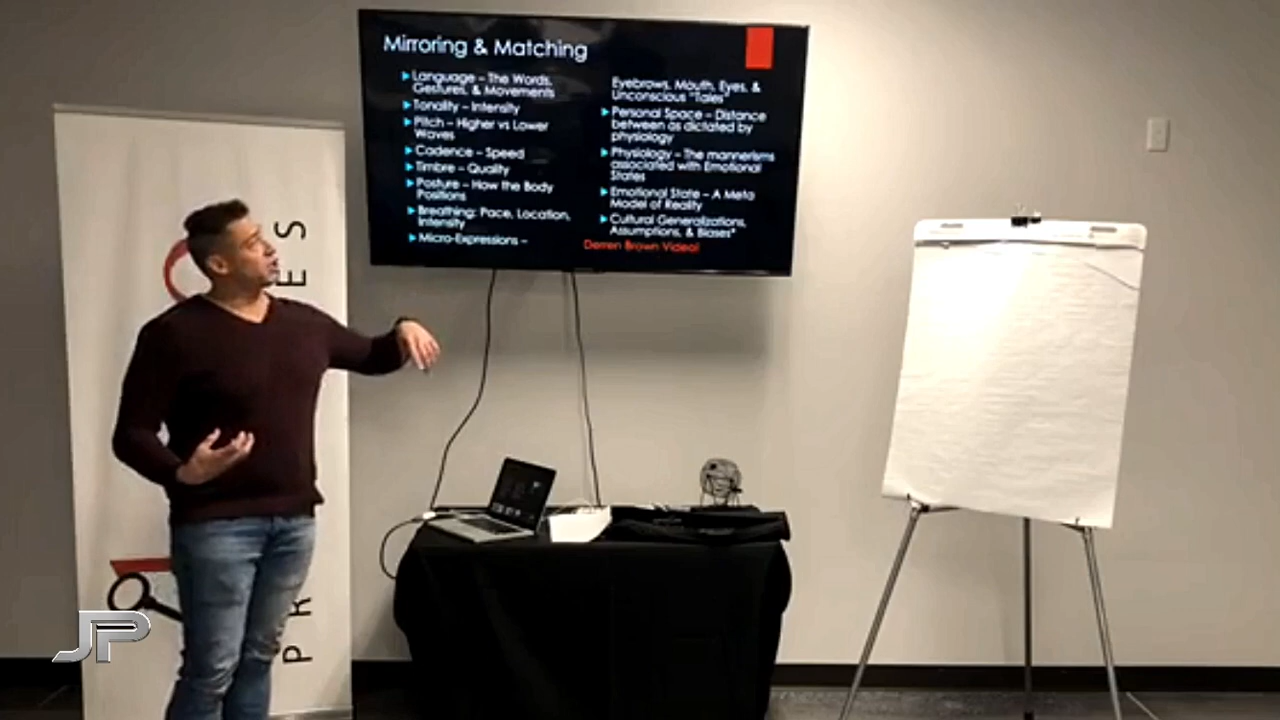 Mirroring & Matching
Language – The Words,
Gestures, & Movements
Tonality – Intensity
Pitch – Higher vs Lower
Waves
Cadence – Speed
Timbre – Quality
Posture – How the Body
Positions
Breathing: Pace, Location,
Intensity
Micro-Expressions –
Eyebrows, Mouth, Eyes, &
Unconscious "Tales"
Personal Space – Distance
between as dictated by
physiology
Physiology – The mannerisms
associated with Emotional
States
Emotional State – A Meta
Model of Reality
Cultural Generalizations,
Assumptions, & Biases*
Derren Brown Video!
JP